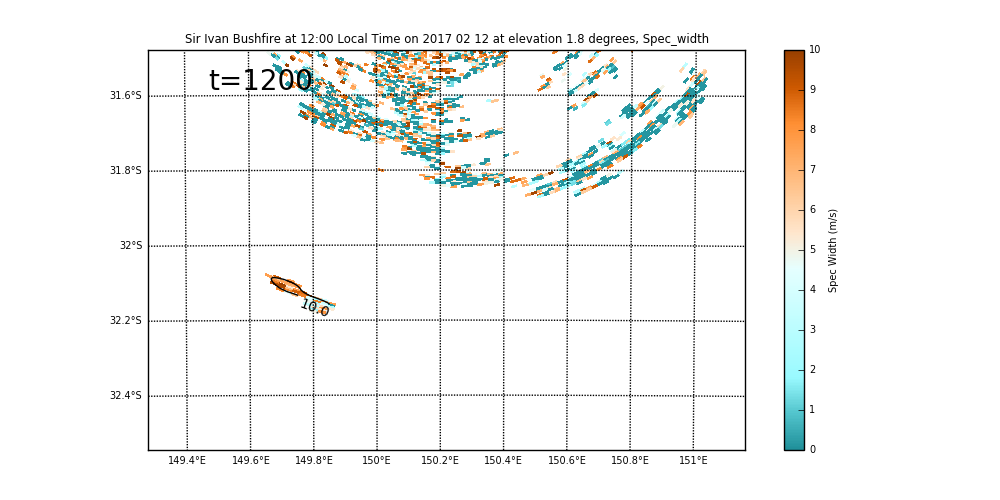 Sir Ivan Bushfire at 12:00 Local Time on 2017 02 12 at elevation 1.8 degrees, Spec_width
t=1200
31.6°S
31.8°S
32°S
32.2°S
32.4°S
10.0
149.4°E 149.6°E 149.8°E 150°E 150.2°E 150.4°E 150.6°E 150.8°E 151°E
10
9
8
7
6
5
4
3
2
1
0
Spec Width (m/s)